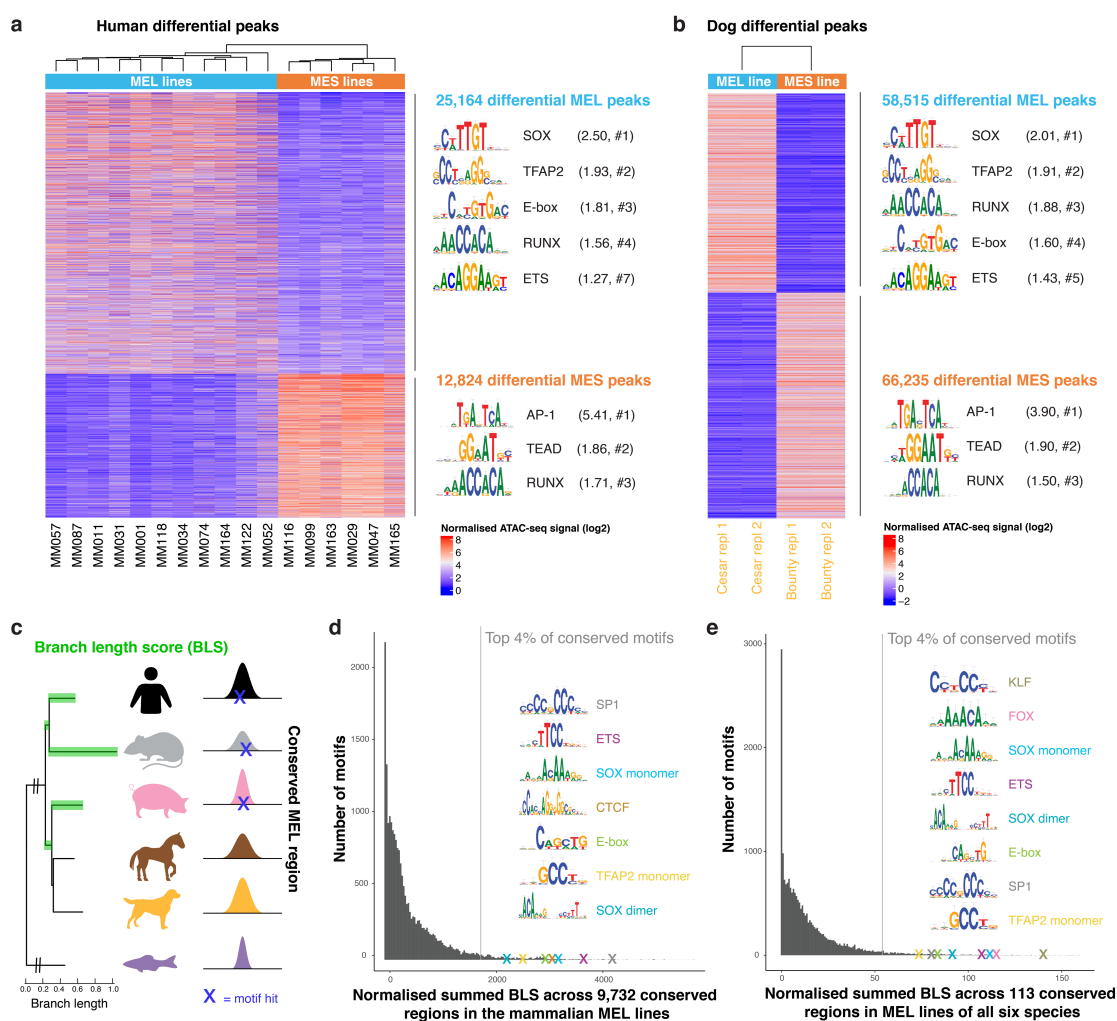 a
Human differential peaks
MEL lines
MES lines
25,164 differential MEL peaks
SOX (2.50, #1)
TFAP2 (1.93, #2)
E-box (1.81, #3)
RUNX (1.56, #4)
ETS (1.27, #7)
12,824 differential MES peaks
AP-1 (5.41, #1)
TEAD (1.86, #2)
RUNX (1.71, #3)
MM057
MM087
MM011
MM031
MM001
MM118
MM034
MM074
MM164
MM122
MM052
MM116
MM099
MM163
MM029
MM047
MM165
Normalised ATAC-seq signal (log2)
8
6
4
2
0
b
Dog differential peaks
MEL line
MES line
58,515 differential MEL peaks
SOX (2.01, #1)
TFAP2 (1.91, #2)
RUNX (1.88, #3)
E-box (1.60, #4)
ETS (1.43, #5)
66,235 differential MES peaks
AP-1 (3.90, #1)
TEAD (1.90, #2)
RUNX (1.50, #3)
Cesar repl 1
Cesar repl 2
Bounty repl 1
Bounty repl 2
Normalised ATAC-seq signal (log2)
8
6
4
2
0
−2
c
Branch length score (BLS)
Conserved MEL region
0.0 0.2 0.4 0.6 0.8 1.0
Branch length
X = motif hit
d
Top 4% of conserved motifs
Number of motifs
2000
1500
1000
500
0
SP1
ETS
SOX monomer
CTCF
E-box
TFAP2 monomer
SOX dimer
0 2000 4000
Normalised summed BLS across 9,732 conserved
regions in the mammalian MEL lines
e
Top 4% of conserved motifs
Number of motifs
3000
2000
1000
0
KLF
FOX
SOX monomer
ETS
SOX dimer
E-box
SP1
TFAP2 monomer
0 50 100 150
Normalised summed BLS across 113 conserved
regions in MEL lines of all six species